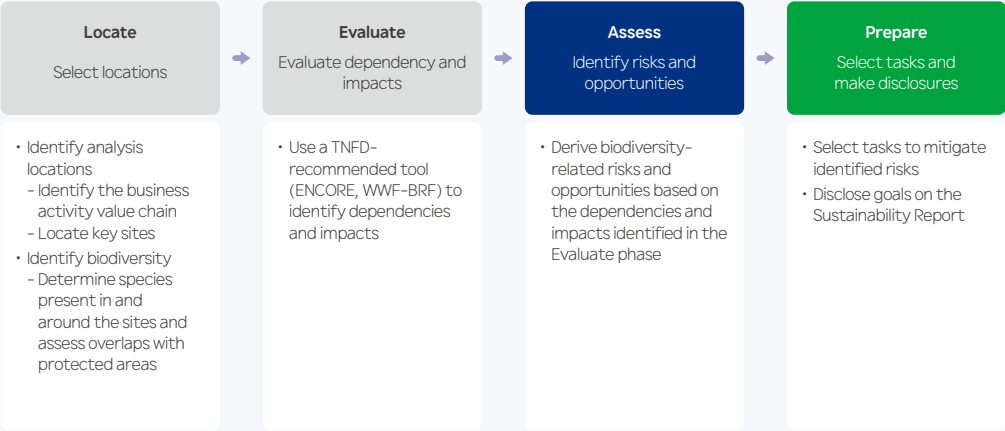 Locate
Select locations
• Identify analysis
locations
- Identify the business
activity value chain
- Locate key sites
• Identify biodiversity
- Determine species
present in and
around the sites and
assess overlaps with
protected areas
Evaluate
Evaluate dependency and
impacts
• Use a TNFD-
recommended tool
(ENCORE, WWF-BRF) to
identify dependencies
and impacts
Assess
Identify risks and
opportunities
• Derive biodiversity-
related risks and
opportunities based on
the dependencies and
impacts identified in the
Evaluate phase
Prepare
Select tasks and
make disclosures
• Select tasks to mitigate
identified risks
• Disclose goals on the
Sustainability Report